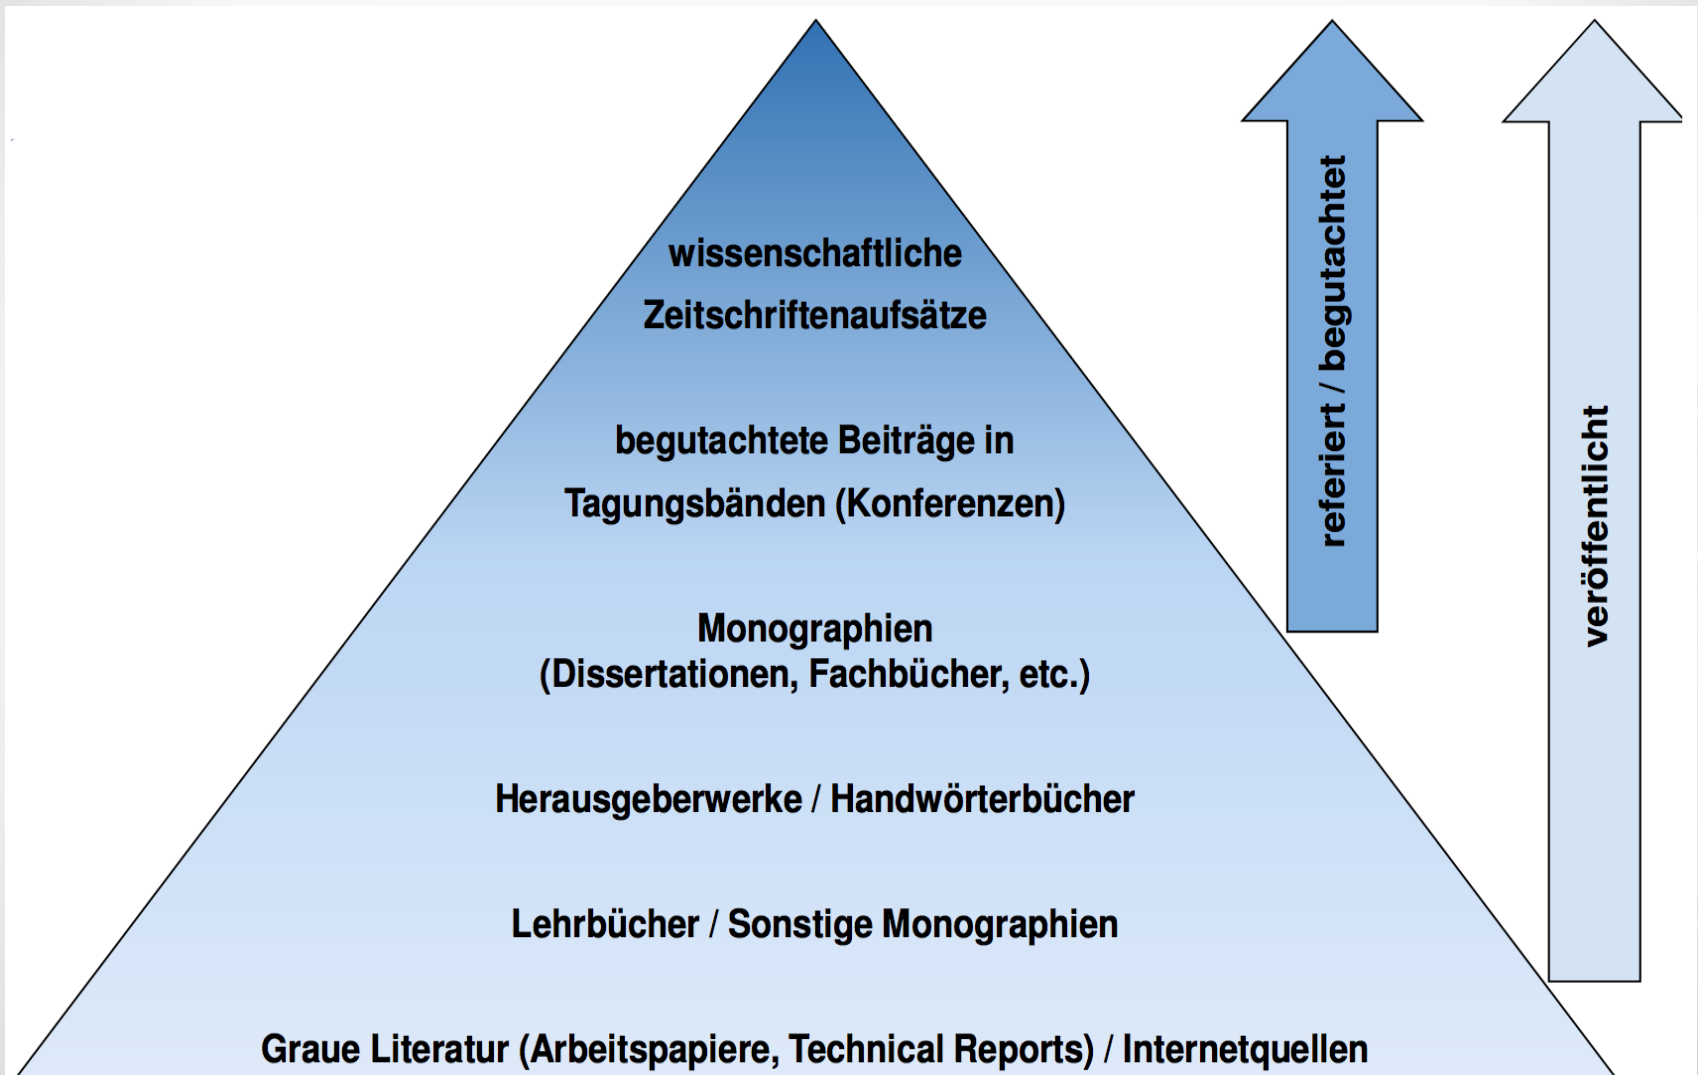 wissenschaftliche
Zeitschriftenaufsätze
begutachtete Beiträge in
Tagungsbänden (Konferenzen)
Monographien
(Dissertationen, Fachbücher, etc.)
Herausgeberwerke / Handwörterbücher
Lehrbücher / Sonstige Monographien
Graue Literatur (Arbeitspapiere, Technical Reports) / Internetquellen
referiert / begutachtet
veröffentlicht